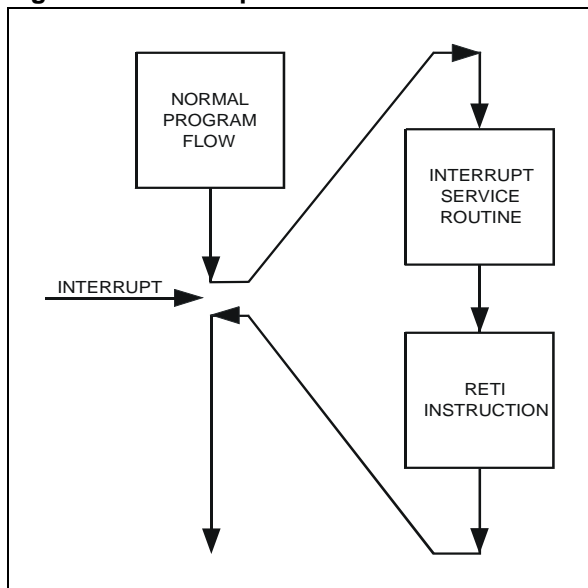 NORMAL
PROGRAM
FLOW
INTERRUPT
SERVICE
ROUTINE
INTERRUPT
RETI
INSTRUCTION